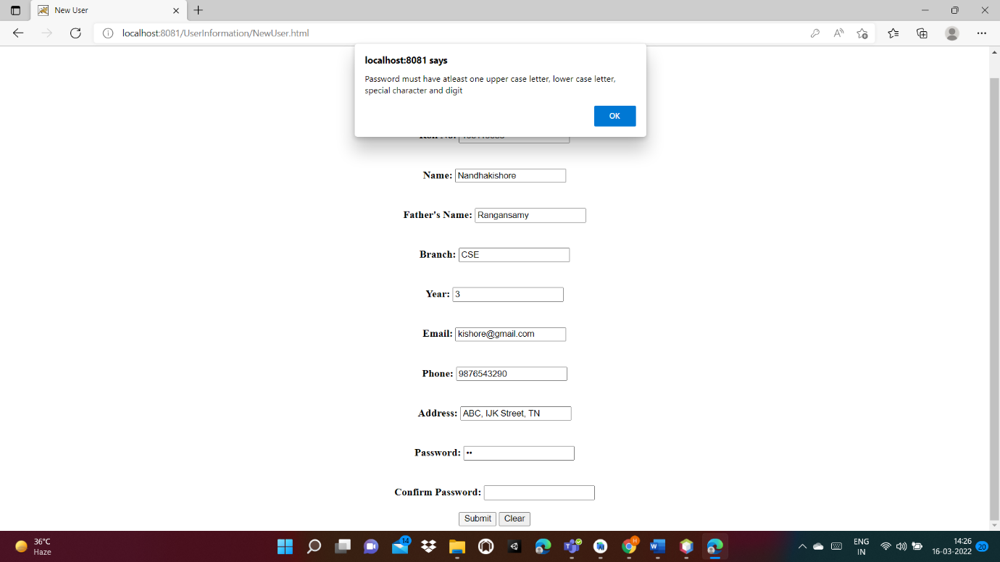 New User
localhost:8081/UserInformation/NewUser.html
localhost:8081 says
Password must have atleast one upper case letter, lower case letter,
special character and digit
OK
Name: Nandhakishore
Father's Name: Rangansamy
Branch: CSE
Year: 3
Email: kishore@gmail.com
Phone: 9876543290
Address: ABC, IJK Street, TN
Password: ••
Confirm Password:
Submit Clear
36°C
Haze
14
H
ENG
IN
14:26
16-03-2022
20